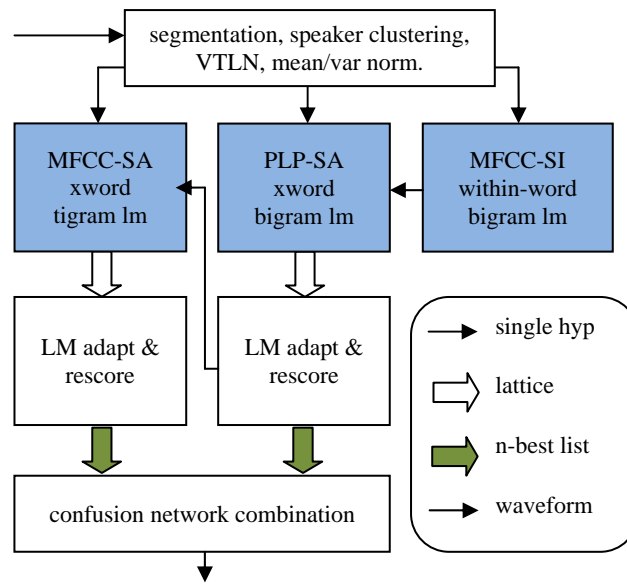 segmentation, speaker clustering,
VTLN, mean/var norm.
MFCC-SA
xword
tigram lm
PLP-SA
xword
bigram lm
MFCC-SI
within-word
bigram lm
LM adapt &
rescore
LM adapt &
rescore
single hyp
lattice
n-best list
waveform
confusion network combination